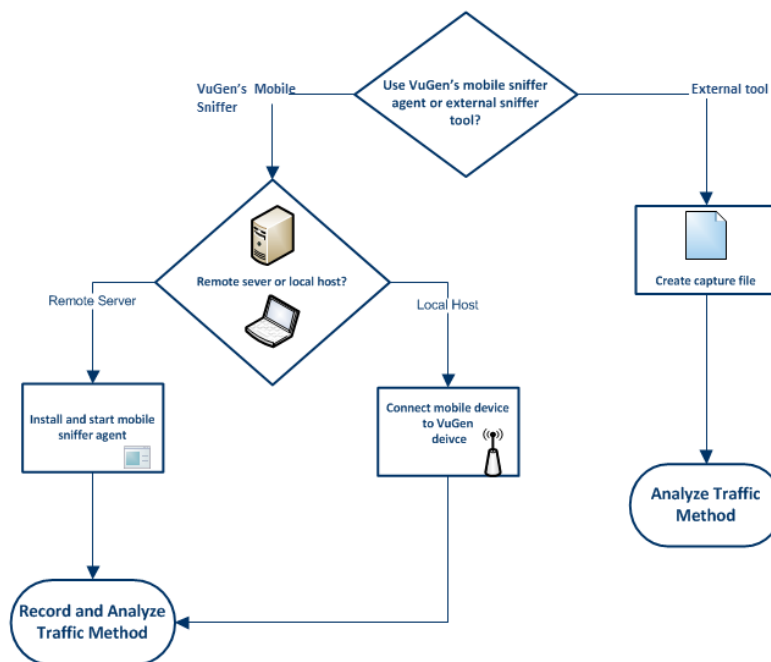 Use VuGen's mobile sniffer
agent or external sniffer
tool?
VuGen's Mobile
Sniffer
External tool
Remote sever or local host?
Remote Server
Local Host
Create capture file
Install and start mobile
sniffer agent
Connect mobile device
to VuGen
deivce
Analyze Traffic
Method
Record and Analyze
Traffic Method